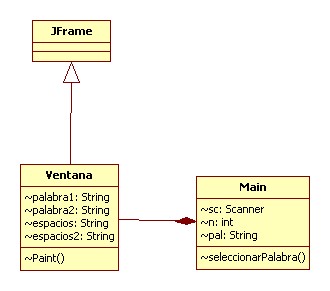 JFrame
Ventana
~palabra1: String
~palabra2: String
~espacios: String
~espacios2: String
~Paint()
Main
~sc: Scanner
~n: int
~pal: String
~seleccionarPalabra()